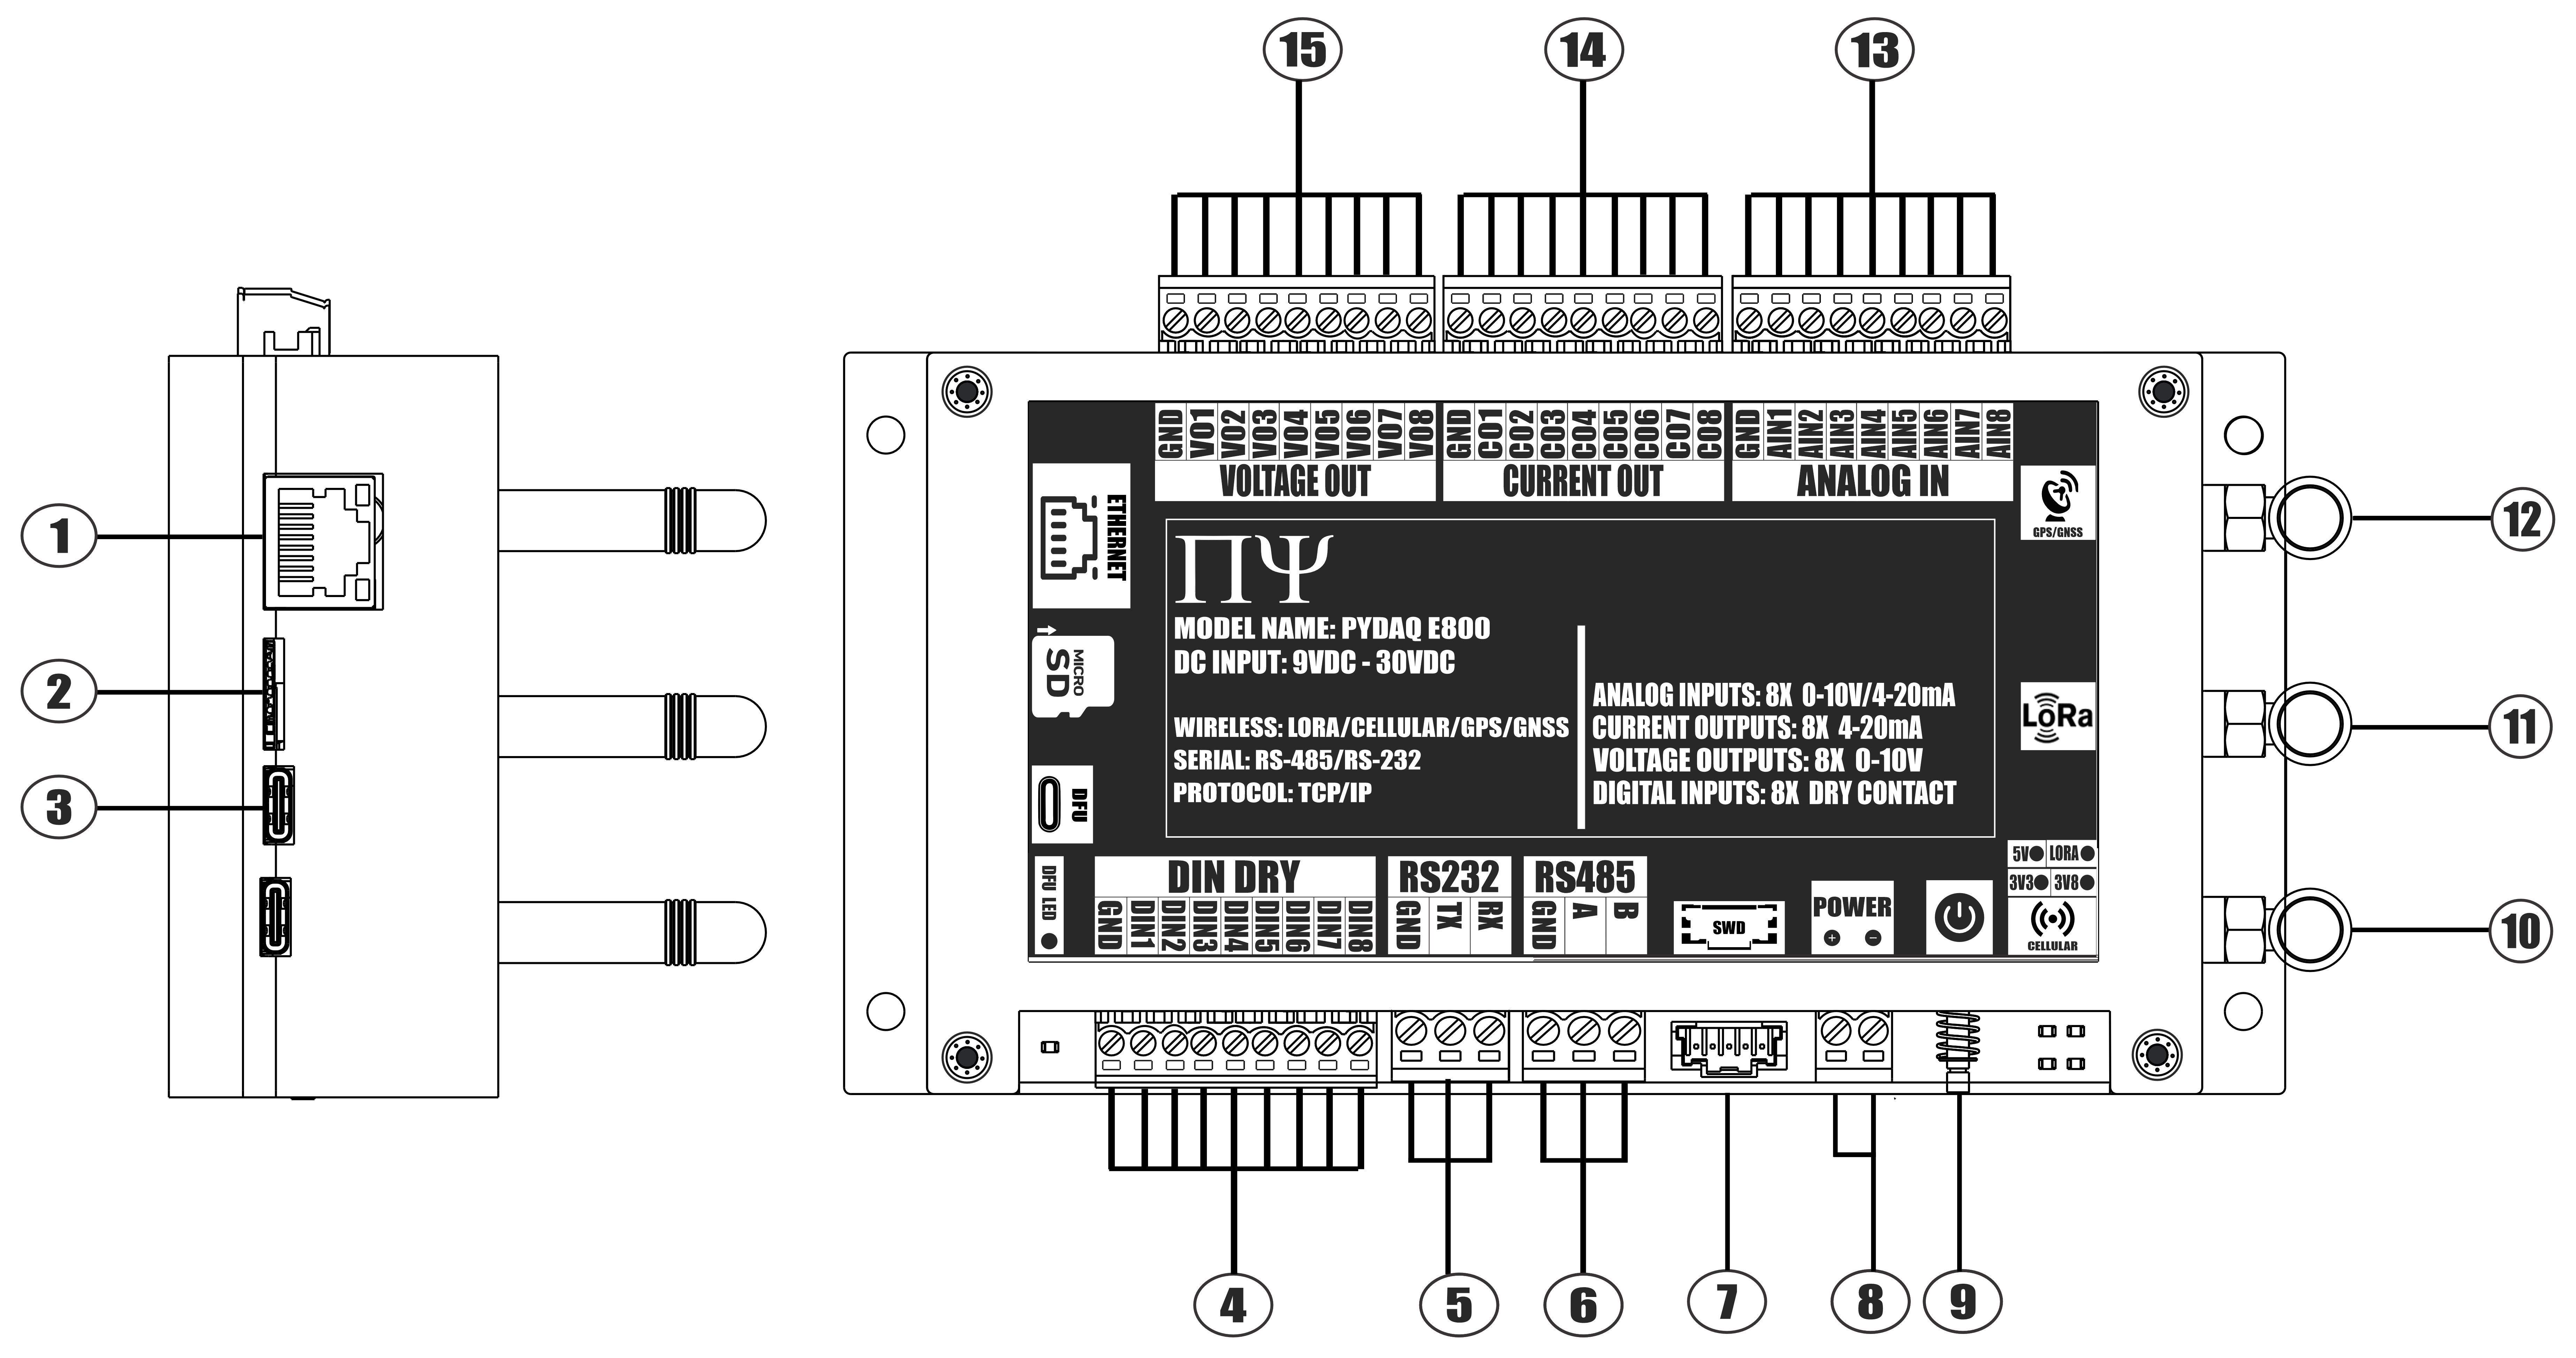 15 14 13
GND VO1 VO2 VO3 VO4 VO5 VO6 VO7 VO8
VOLTAGE OUT
GND CO1 CO2 CO3 CO4 CO5 CO6 CO7 CO8
CURRENT OUT
GND AIN1 AIN2 AIN3 AIN4 AIN5 AIN6 AIN7 AIN8
ANALOG IN
1
2
3
ETHERNET
MICRO
SD
DFU
DFU LED
ΠΨ
MODEL NAME: PYDAQ E800
DC INPUT: 9VDC - 30VDC
WIRELESS: LORA/CELLULAR/GPS/GNSS
SERIAL: RS-485/RS-232
PROTOCOL: TCP/IP
ANALOG INPUTS: 8X 0-10V/4-20mA
CURRENT OUTPUTS: 8X 4-20mA
VOLTAGE OUTPUTS: 8X 0-10V
DIGITAL INPUTS: 8X DRY CONTACT
GPS/GNSS
LoRa
5V LORA
3V3 3V8
CELLULAR
12
11
10
DIN DRY
GND DIN1 DIN2 DIN3 DIN4 DIN5 DIN6 DIN7 DIN8
RS232
GND TX RX
RS485
GND A B
SWD
POWER
+ -
4 5 6 7 8 9